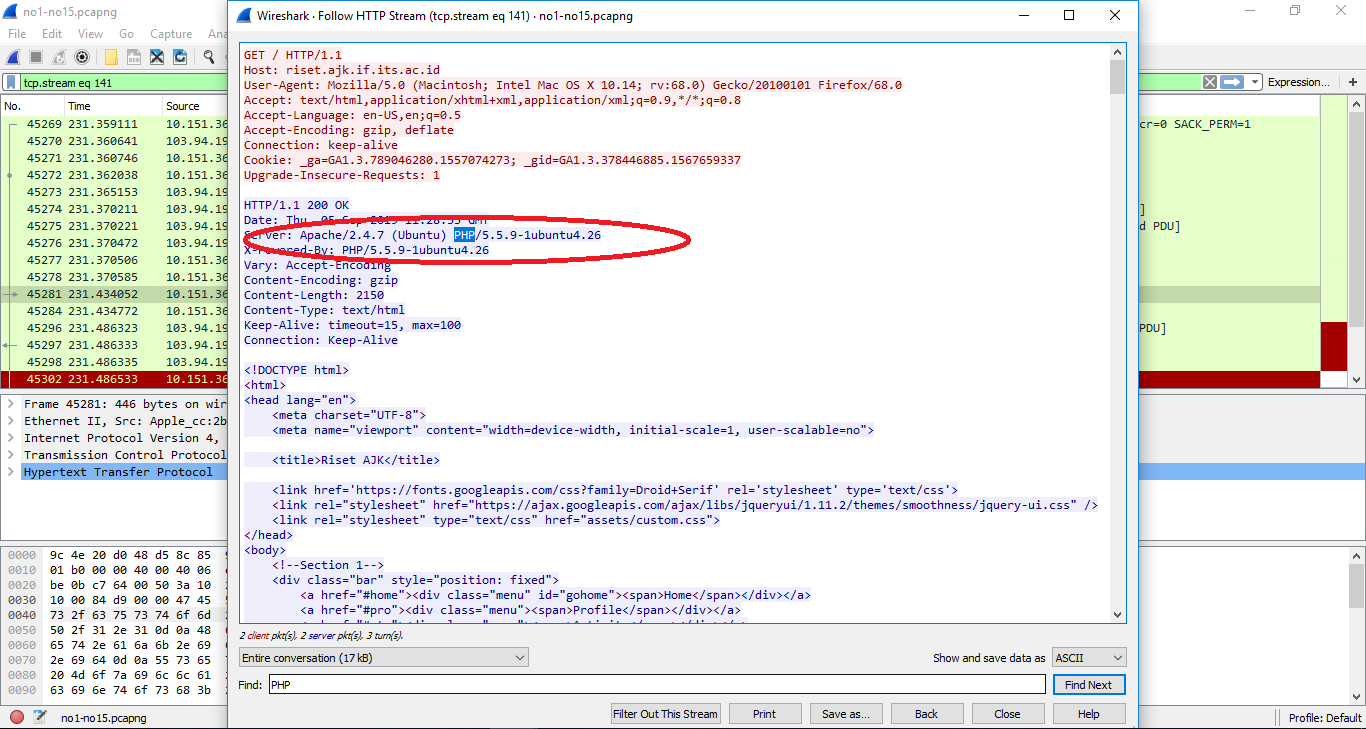 no1-no15.pcapng
File Edit View Go Capture
tcp.stream eq 141
Expression...
+
No. Time Source
45269 231.359111 10.151.36
45270 231.360641 103.94.19
45271 231.360746 10.151.36
45272 231.362038 10.151.36
45273 231.365153 103.94.19
45274 231.370211 103.94.19
45275 231.370221 10.151.36
45276 231.370472 103.94.19
45277 231.370506 10.151.36
45278 231.370585 10.151.36
45281 231.434052 10.151.36
45284 231.434772 10.151.36
45296 231.486323 103.94.19
45297 231.486333 103.94.19
45298 231.486335 103.94.19
45302 231.486533 10.151.36
cr=0 SACK_PERM=1
]
d PDU]
PDU]
Frame 45281: 446 bytes on wir
Ethernet II, Src: Apple_cc:2b
Internet Protocol Version 4,
Transmission Control Protocol
Hypertext Transfer Protocol
0000 9c 4e 20 d0 48 d5 8c 85
0010 01 b0 00 00 40 00 40 06
0020 be 0b c7 64 00 50 3a 10
0030 10 00 84 d9 00 00 47 45
0040 73 2f 63 75 73 74 6f 6d
0050 50 2f 31 2e 31 0d 0a 48
0060 65 74 2e 61 6a 6b 2e 69
0070 2e 69 64 0d 0a 55 73 65
0080 20 4d 6f 7a 69 6c 6c 61
0090 63 69 6e 74 6f 73 68 3b
no1-no15.pcapng
Profile: Default
Wireshark · Follow HTTP Stream (tcp.stream eq 141) · no1-no15.pcapng
GET / HTTP/1.1
Host: riset.ajk.if.its.ac.id
User-Agent: Mozilla/5.0 (Macintosh; Intel Mac OS X 10.14; rv:68.0) Gecko/20100101 Firefox/68.0
Accept: text/html,application/xhtml+xml,application/xml;q=0.9,*/*;q=0.8
Accept-Language: en-US,en;q=0.5
Accept-Encoding: gzip, deflate
Connection: keep-alive
Cookie: _ga=GA1.3.789046280.1557074273; _gid=GA1.3.378446885.1567659337
Upgrade-Insecure-Requests: 1
HTTP/1.1 200 OK
Date: Thu, 05 Sep 2019 11:28:55 GMT
Server: Apache/2.4.7 (Ubuntu) PHP/5.5.9-1ubuntu4.26
X-Powered-By: PHP/5.5.9-1ubuntu4.26
Vary: Accept-Encoding
Content-Encoding: gzip
Content-Length: 2150
Content-Type: text/html
Keep-Alive: timeout=15, max=100
Connection: Keep-Alive
<!DOCTYPE html>
<html>
<head lang="en">
<meta charset="UTF-8">
<meta name="viewport" content="width=device-width, initial-scale=1, user-scalable=no">
<title>Riset AJK</title>
<link href='https://fonts.googleapis.com/css?family=Droid+Serif' rel='stylesheet' type='text/css'>
<link rel="stylesheet" href="https://ajax.googleapis.com/ajax/libs/jqueryui/1.11.2/themes/smoothness/jquery-ui.css" />
<link rel="stylesheet" type="text/css" href="assets/custom.css">
</head>
<body>
<!--Section 1-->
<div class="bar" style="position: fixed">
<a href="#home"><div class="menu" id="gohome"><span>Home</span></div></a>
<a href="#pro"><div class="menu"><span>Profile</span></div></a>
2 client pkt(s), 2 server pkt(s), 3 turn(s).
Entire conversation (17 kB)
Show and save data as ASCII
Find: PHP
Find Next
Filter Out This Stream Print Save as... Back Close Help